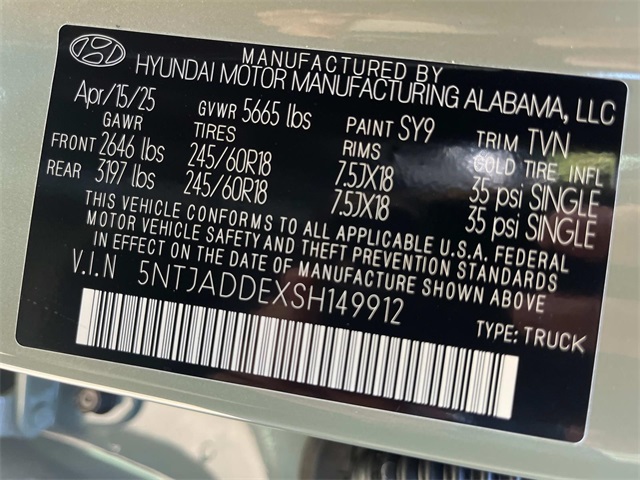 MANUFACTURED BY
HYUNDAI MOTOR MANUFACTURING ALABAMA, LLC
Apr/15/25 GVWR 5665 lbs PAINT SY9 TRIM TVN
GAWR TIRES RIMS COLD TIRE INFL
FRONT 2646 lbs 245/60R18 7.5JX18 35 psi SINGLE
REAR 3197 lbs 245/60R18 7.5JX18 35 psi SINGLE
THIS VEHICLE CONFORMS TO ALL APPLICABLE U.S.A. FEDERAL
MOTOR VEHICLE SAFETY AND THEFT PREVENTION STANDARDS
IN EFFECT ON THE DATE OF MANUFACTURE SHOWN ABOVE
V.I.N 5NTJADDEXSH149912
TYPE: TRUCK